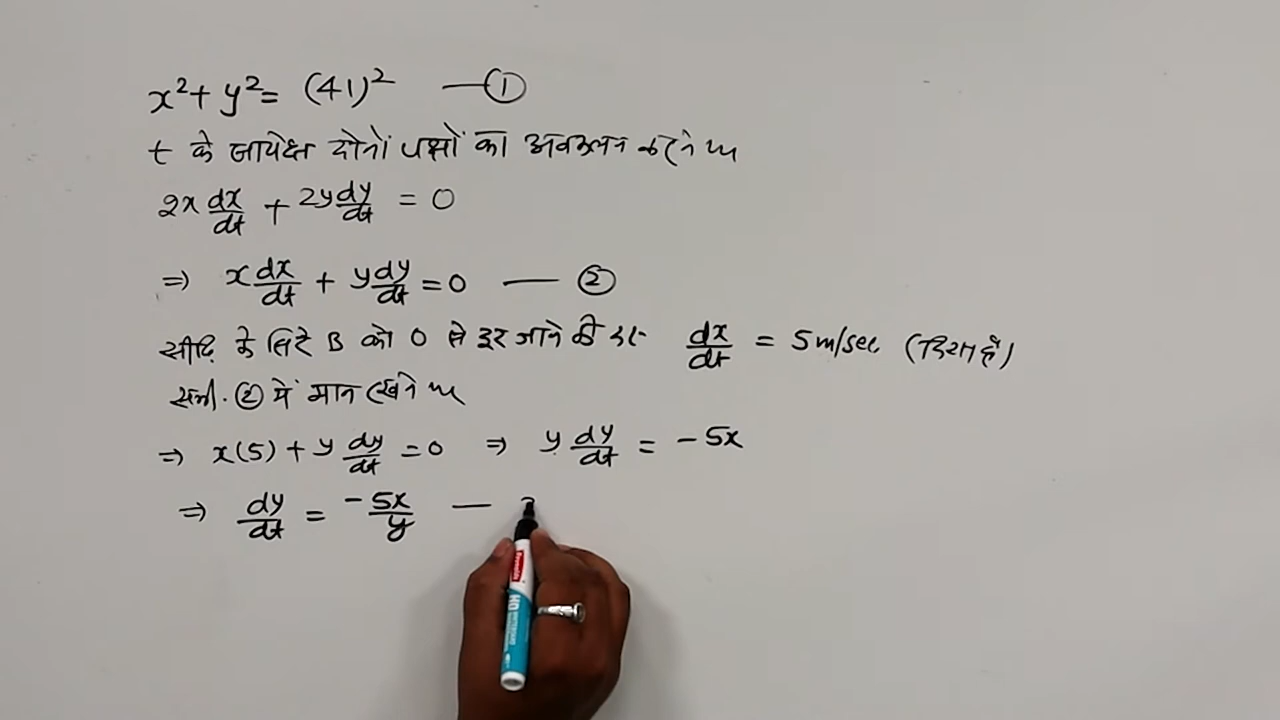 x² + y² = (41)² — ①
t के सापेक्ष दोनों पक्षों का अवकलन करने पर
2x dx/dt + 2y dy/dt = 0
⇒ x dx/dt + y dy/dt = 0 — ②
सीढ़ि के सिरे B को O से दूर जाने की दर dx/dt = 5m/sec (दिया है)
समी. ② में मान रखने पर
⇒ x(5) + y dy/dt = 0 ⇒ y dy/dt = -5x
⇒ dy/dt = -5x/y —